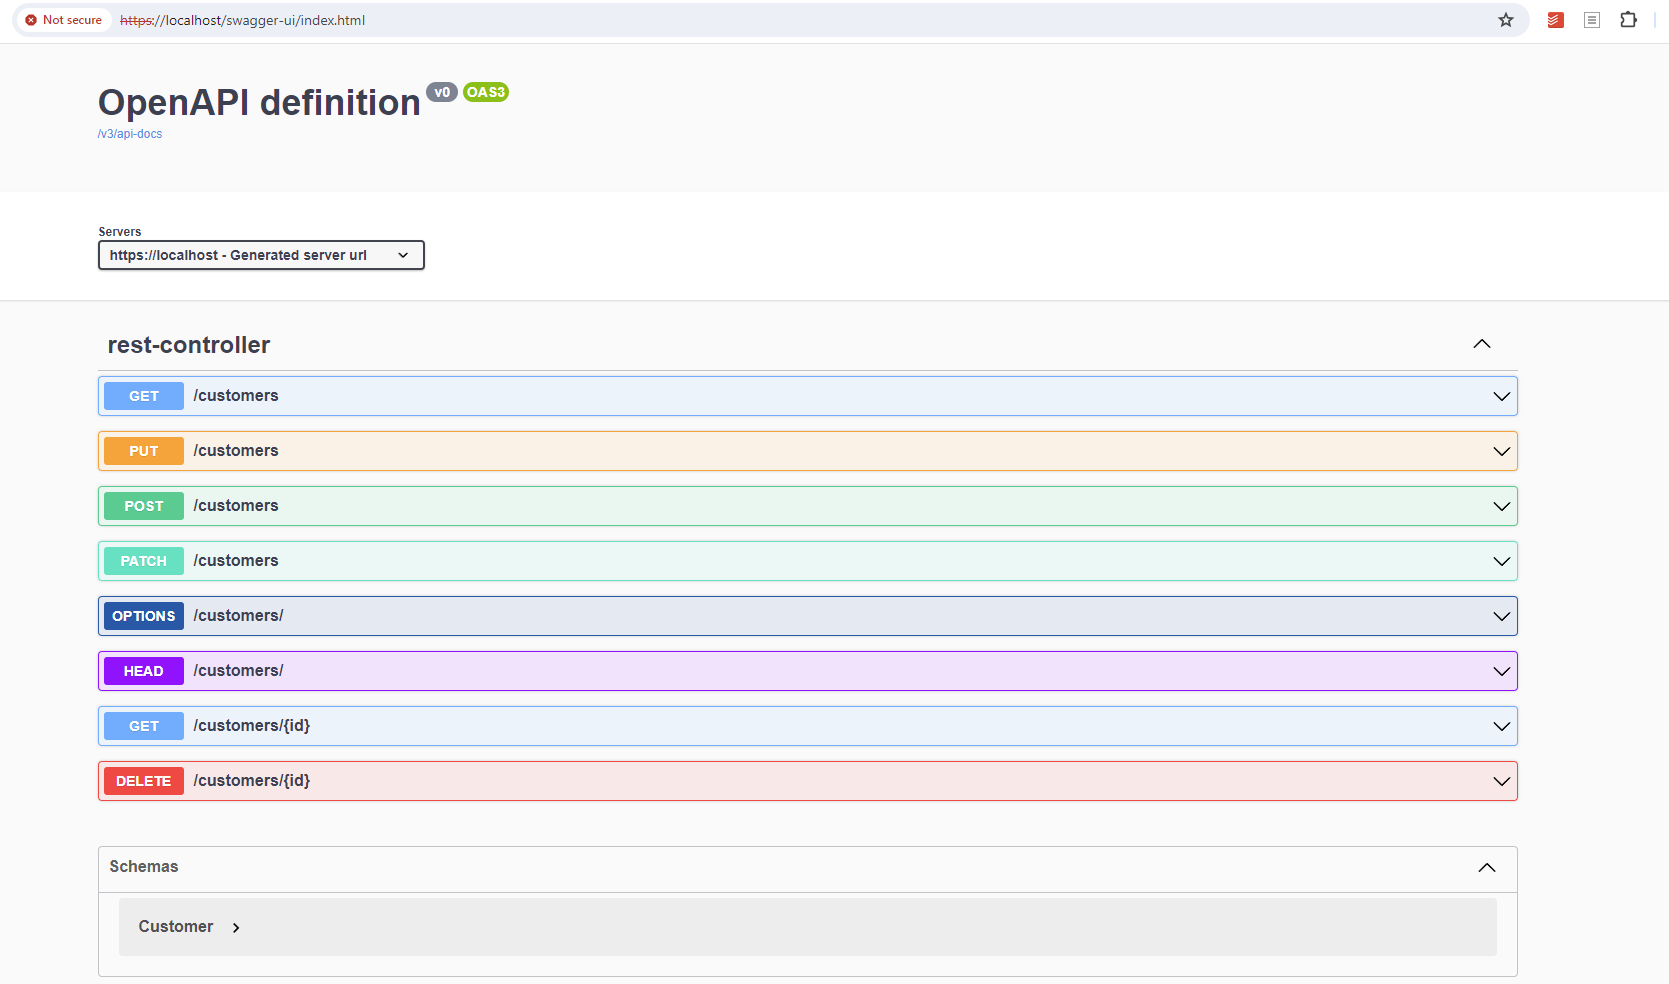 Not secure https://localhost/swagger-ui/index.html
OpenAPI definition v0 OAS3
/v3/api-docs
Servers
https://localhost - Generated server url
rest-controller
GET /customers
PUT /customers
POST /customers
PATCH /customers
OPTIONS /customers/
HEAD /customers/
GET /customers/{id}
DELETE /customers/{id}
Schemas
Customer